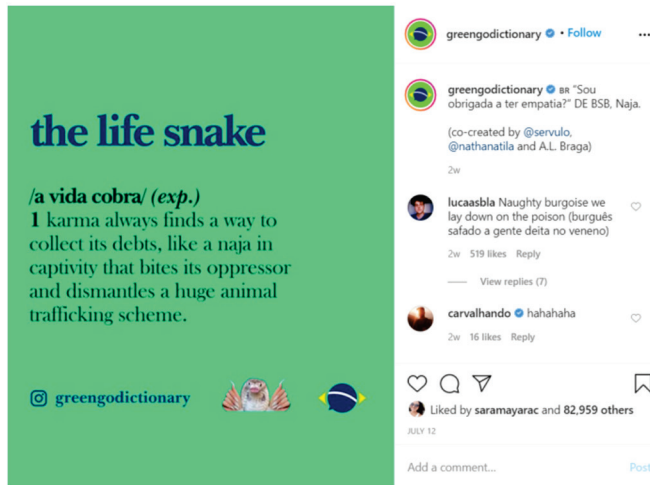 the life snake
/a vida cobra/ (exp.)
1 karma always finds a way to
collect its debts, like a naja in
captivity that bites its oppressor
and dismantles a huge animal
trafficking scheme.
greengodictionary
greengodictionary • Follow
greengodictionary BR “Sou
obrigada a ter empatia?” DE BSB, Naja.
(co-created by @servulo,
@nathanatila and A.L. Braga)
2w
lucaasbla Naughty burgoise we
lay down on the poison (burguês
safado a gente deita no veneno)
2w 519 likes Reply
View replies (7)
carvalhando hahahaha
2w 16 likes Reply
Liked by saramayarac and 82,959 others
JULY 12
Add a comment... Post